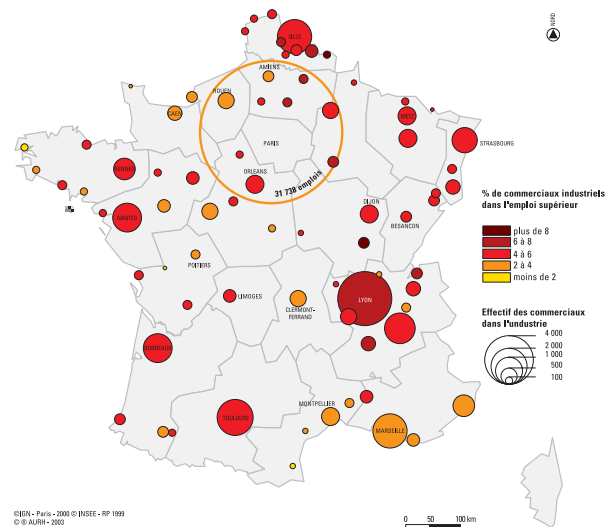 NORD
LILLE
AMIENS
ROUEN
CAEN
METZ
PARIS
STRASBOURG
RENNES
ORLEANS
31 738 emplois
% de commerciaux industriels
dans l'emploi supérieur
NANTES
DIJON
BESANCON
plus de 8
6 à 8
4 à 6
2 à 4
moins de 2
POITIERS
LIMOGES
CLERMONT-
FERRAND
LYON
Effectif des commerciaux
dans l'undustrie
4 000
2 000
1 000
500
100
BORDEAUX
MONTPELLIER
TOULOUSE
MARSEILLE
©IGN - Paris - 2000 © INSEE - RP 1999
© ® AURH - 2003
0 50 100 km